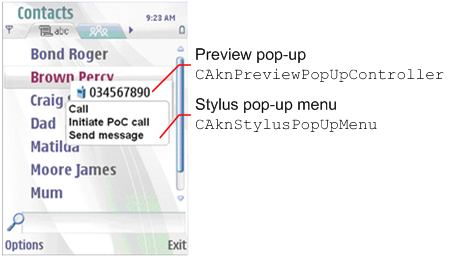 Contacts
9:23 AM
abc
Bond Roger
Brown Percy
034567890
Craig
Call
Initiate PoC call
Send message
Dad
Matilda
Moore James
Mum
Options Exit
Preview pop-up
CAknPreviewPopUpController
Stylus pop-up menu
CAknStylusPopUpMenu